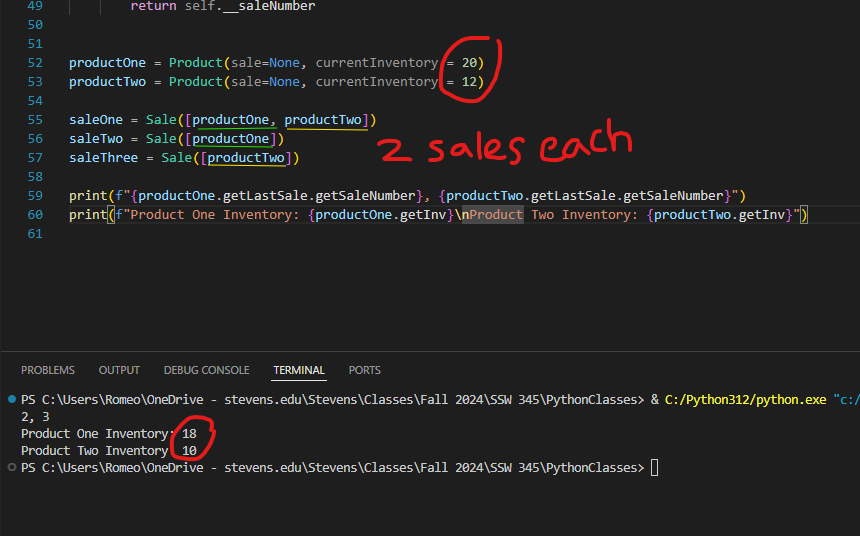 49 return self.__saleNumber
50
51
52 productOne = Product(sale=None, currentInventory = 20)
53 productTwo = Product(sale=None, currentInventory = 12)
54
55 saleOne = Sale([productOne, productTwo])
56 saleTwo = Sale([productOne])
57 saleThree = Sale([productTwo])
2 sales each
58
59 print(f"{productOne.getLastSale.getSaleNumber}, {productTwo.getLastSale.getSaleNumber}")
60 print(f"Product One Inventory: {productOne.getInv}\nProduct Two Inventory: {productTwo.getInv}")
61
PROBLEMS OUTPUT DEBUG CONSOLE TERMINAL PORTS
PS C:\Users\Romeo\OneDrive - stevens.edu\Stevens\Classes\Fall 2024\SSW 345\PythonClasses> & C:/Python312/python.exe "c:/
2, 3
Product One Inventory: 18
Product Two Inventory: 10
PS C:\Users\Romeo\OneDrive - stevens.edu\Stevens\Classes\Fall 2024\SSW 345\PythonClasses>